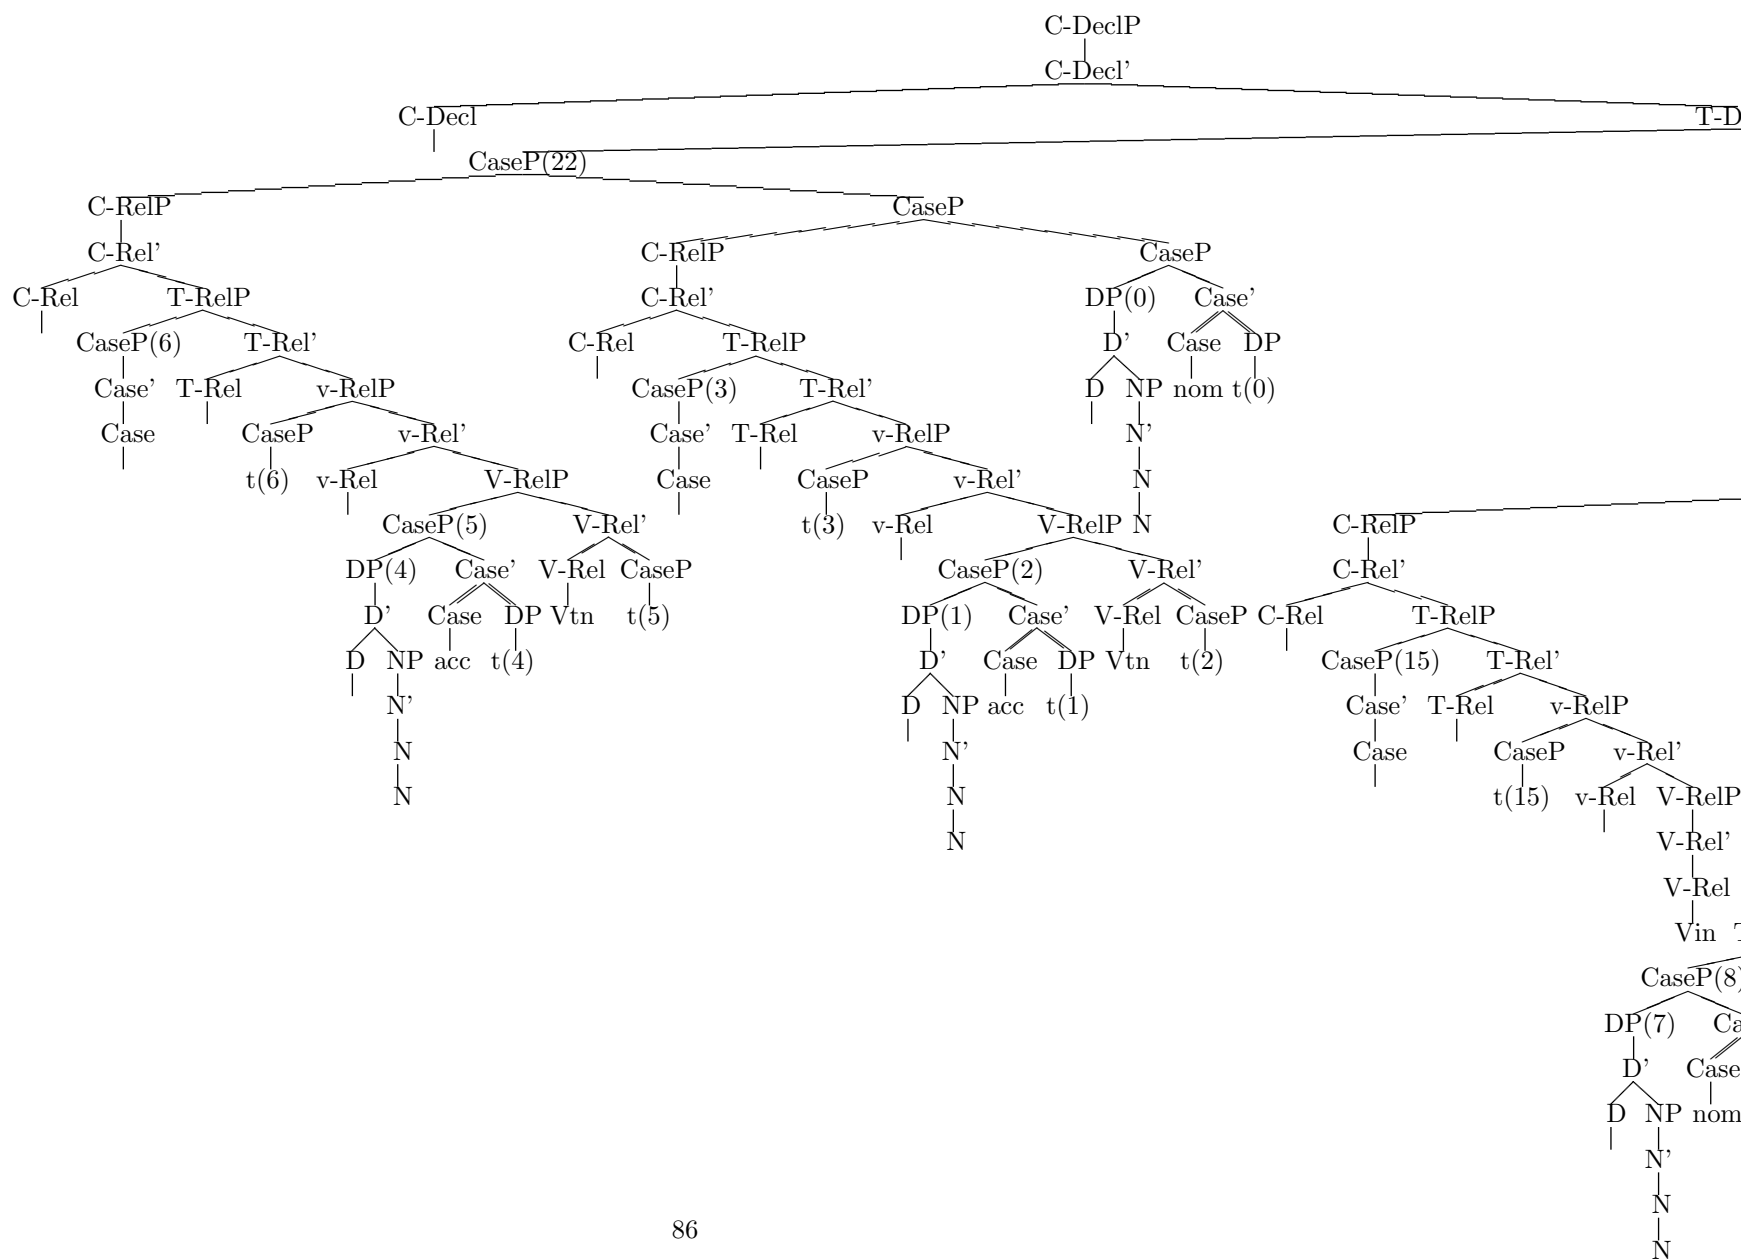 C-DeclP
C-Decl'
C-Decl T-D
CaseP(22)
C-RelP CaseP
C-Rel' C-RelP CaseP
C-Rel T-RelP C-Rel' DP(0) Case'
CaseP(6) T-Rel' C-Rel T-RelP D' Case DP
Case' T-Rel v-RelP CaseP(3) T-Rel' D NP nom t(0)
Case CaseP v-Rel' Case' T-Rel v-RelP N'
t(6) v-Rel V-RelP Case CaseP v-Rel' N
CaseP(5) V-Rel' t(3) v-Rel V-RelP N C-RelP
DP(4) Case' V-Rel CaseP CaseP(2) V-Rel' C-Rel'
D' Case DP Vtn t(5) DP(1) Case' V-Rel CaseP C-Rel T-RelP
D NP acc t(4) D' Case DP Vtn t(2) CaseP(15) T-Rel'
N' D NP acc t(1) Case' T-Rel v-RelP
N N' Case CaseP v-Rel'
N N t(15) v-Rel V-RelP
N V-Rel'
V-Rel
Vin
CaseP(8)
DP(7) Ca
D' Case
D NP nom
N'
N
86
N